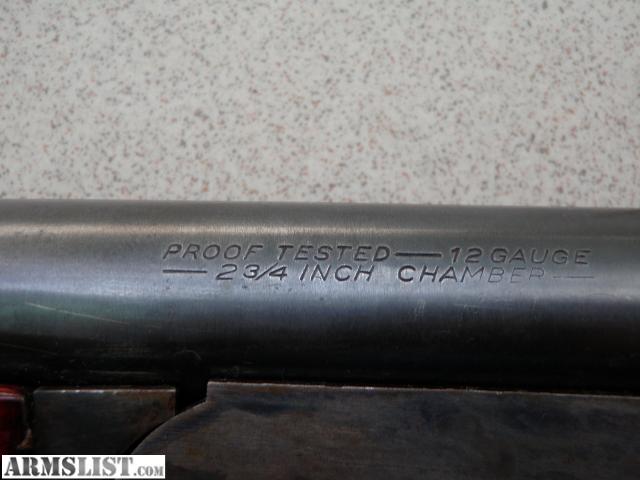 PROOF TESTED — 12 GAUGE
— 2 3/4 INCH CHAMBER —
ARMSLIST.COM